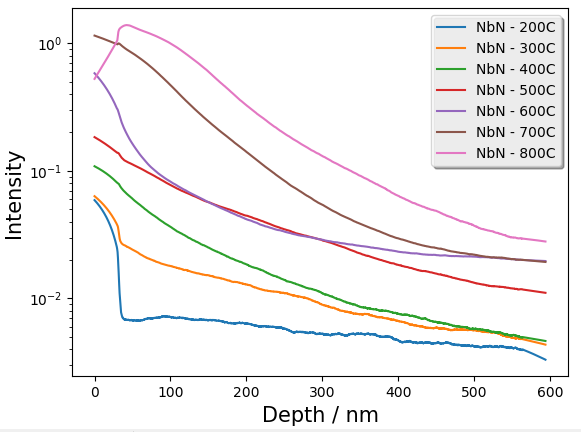 NbN - 200C
NbN - 300C
NbN - 400C
NbN - 500C
NbN - 600C
NbN - 700C
NbN - 800C
Intensity
10⁰
10⁻¹
10⁻²
0 100 200 300 400 500 600
Depth / nm